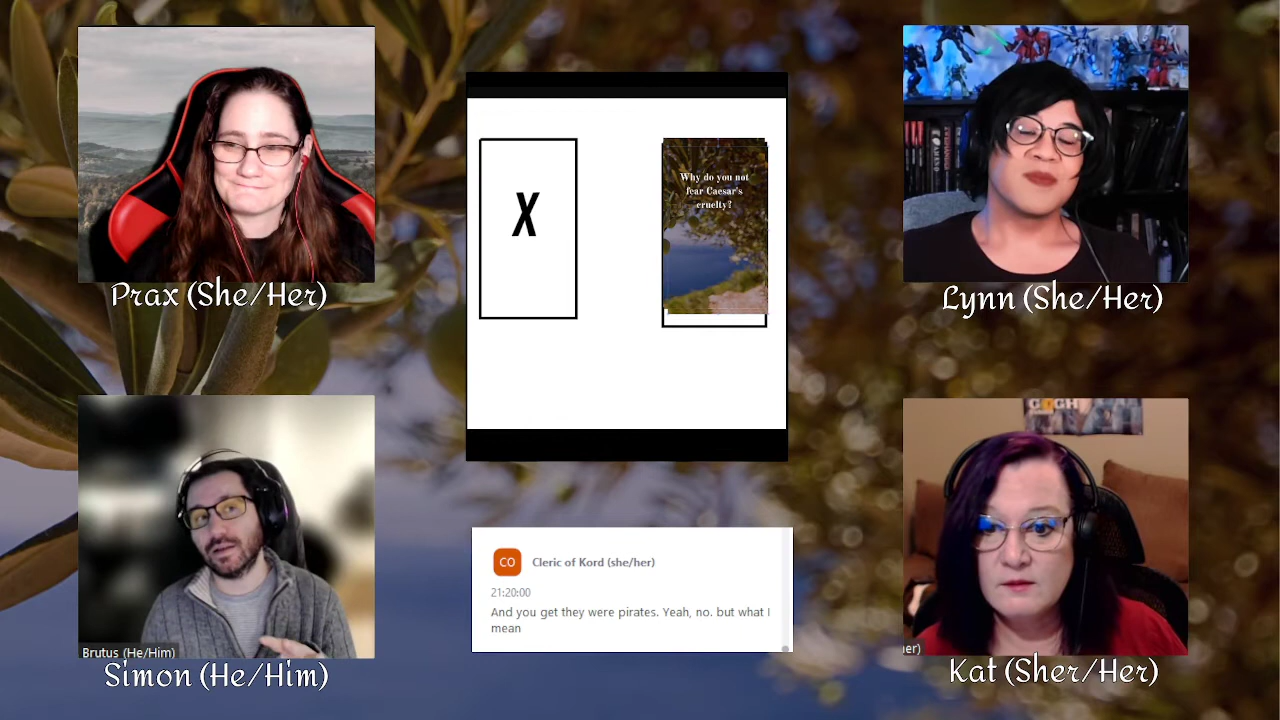 Prax (She/Her)
X
Why do you not
fear Caesar's
cruelty?
Lynn (She/Her)
Brutus (He/Him)
Simon (He/Him)
CO
Cleric of Kord (she/her)
21:20:00
And you get they were pirates. Yeah, no. but what I
mean
GOGH
her)
Kat (Sher/Her)